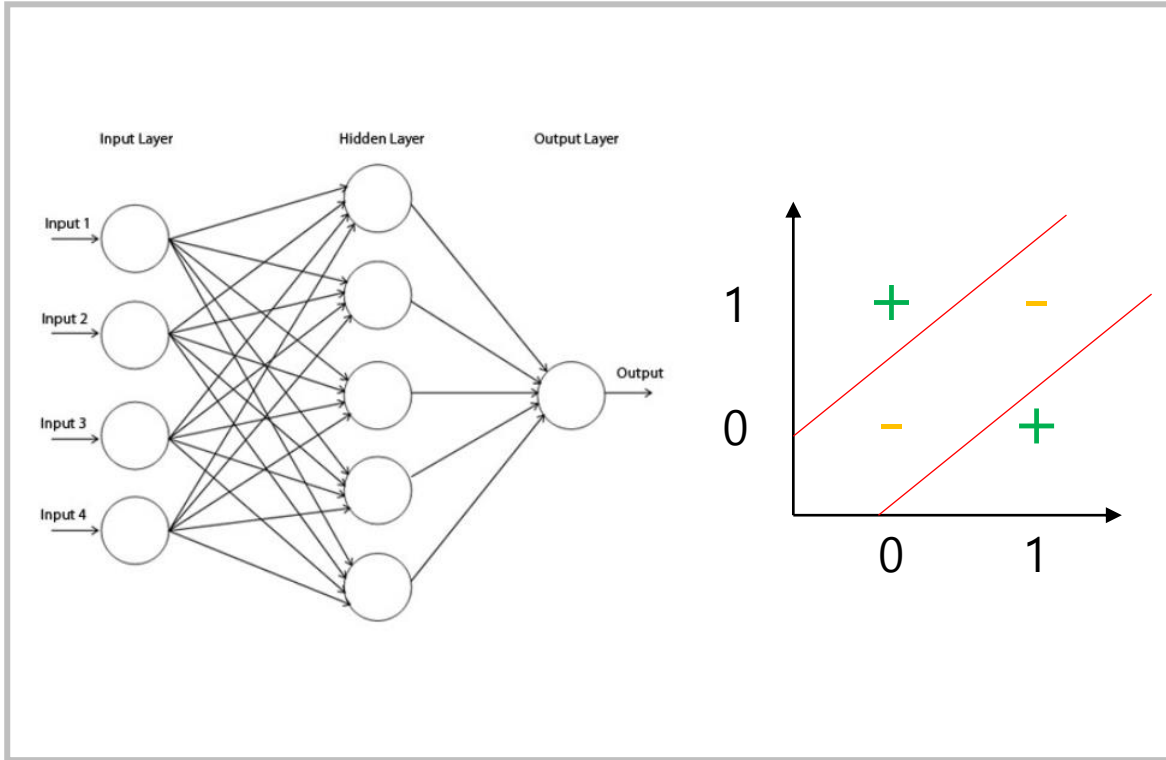 Input Layer
Hidden Layer
Output Layer
Input 1
Input 2
Input 3
Input 4
Output
1
0
0
1
+
-
-
+